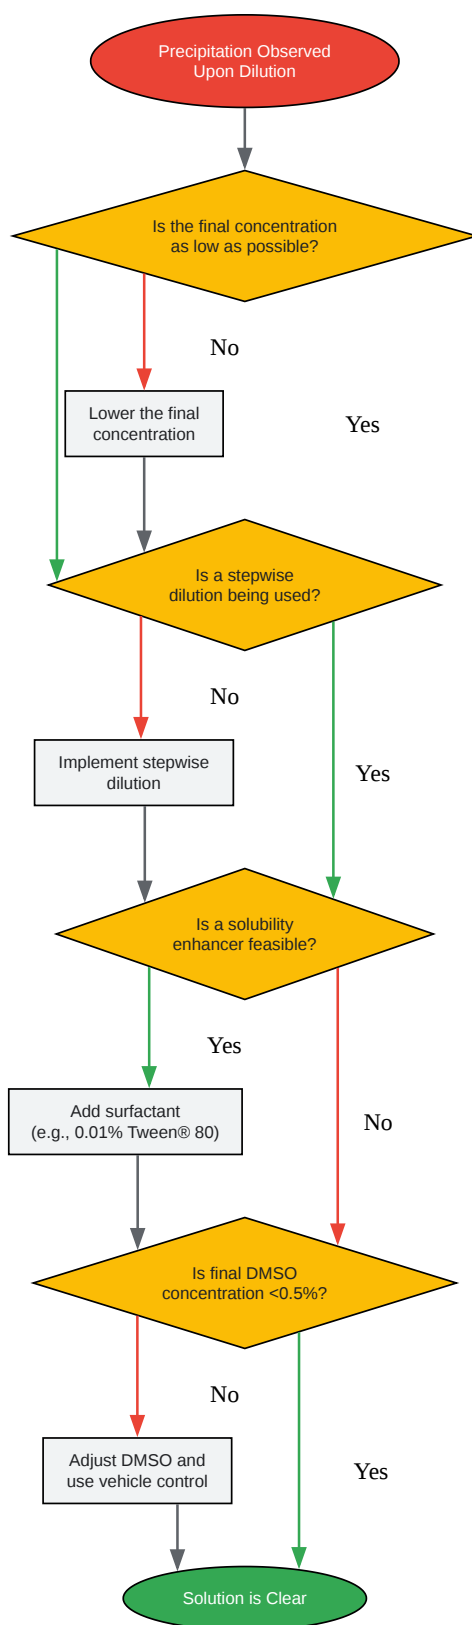 Precipitation Observed
Upon Dilution
Is the final concentration
as low as possible?
No
Lower the final
concentration
Yes
Is a stepwise
dilution being used?
No
Implement stepwise
dilution
Yes
Is a solubility
enhancer feasible?
Yes
Add surfactant
(e.g., 0.01% Tween® 80)
No
Is final DMSO
concentration <0.5%?
No
Adjust DMSO and
use vehicle control
Yes
Solution is Clear